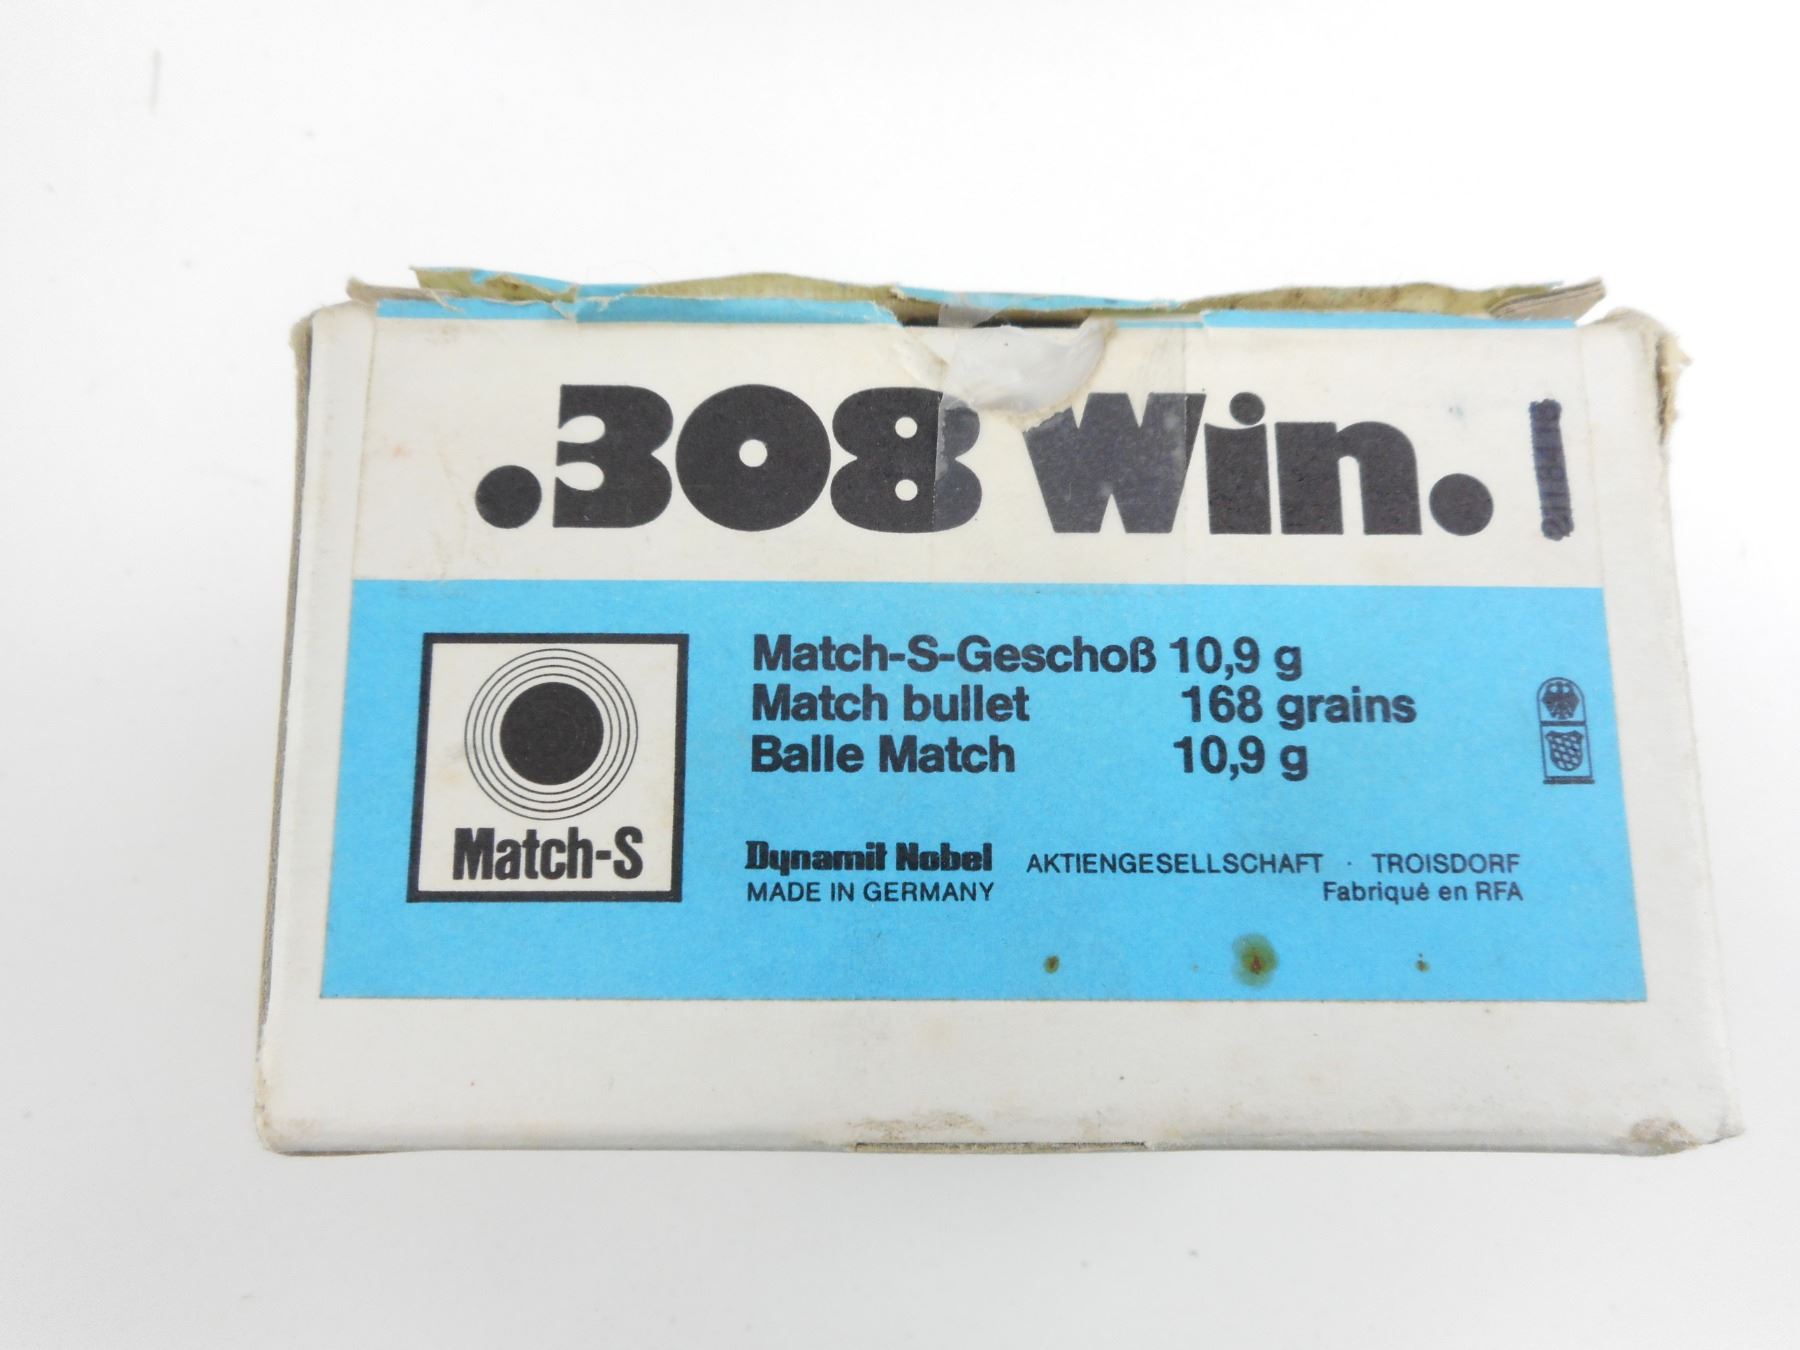 .308 Win. |
Match-S
Match-S-Geschoß 10,9 g
Match bullet 168 grains
Balle Match 10,9 g
Dynamit Nobel AKTIENGESELLSCHAFT · TROISDORF
MADE IN GERMANY Fabriqué en RFA